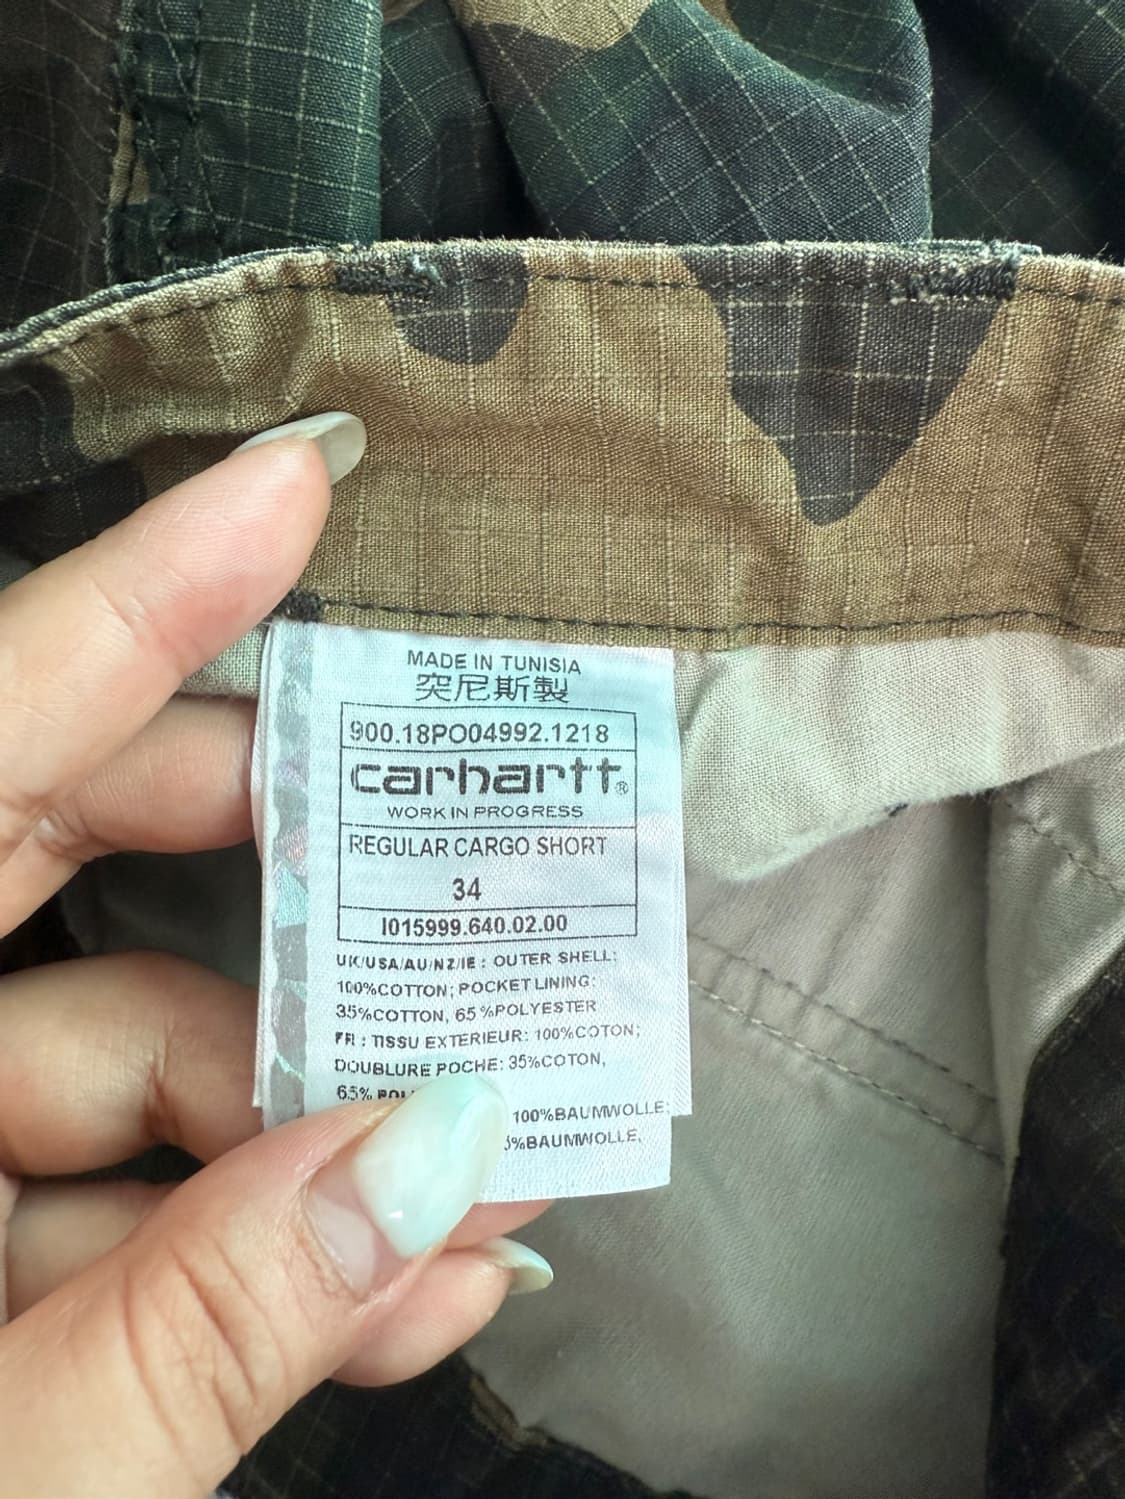 MADE IN TUNISIA
突尼斯製
900.18PO04992.1218
carhartt®
WORK IN PROGRESS
REGULAR CARGO SHORT
34
I015999.640.02.00
UK/USA/AU/NZ/IE : OUTER SHELL:
100%COTTON; POCKET LINING:
35%COTTON, 65%POLYESTER
FR : TISSU EXTERIEUR: 100%COTON;
DOUBLURE POCHE: 35%COTON,
65%
100%BAUMWOLLE;
%BAUMWOLLE,